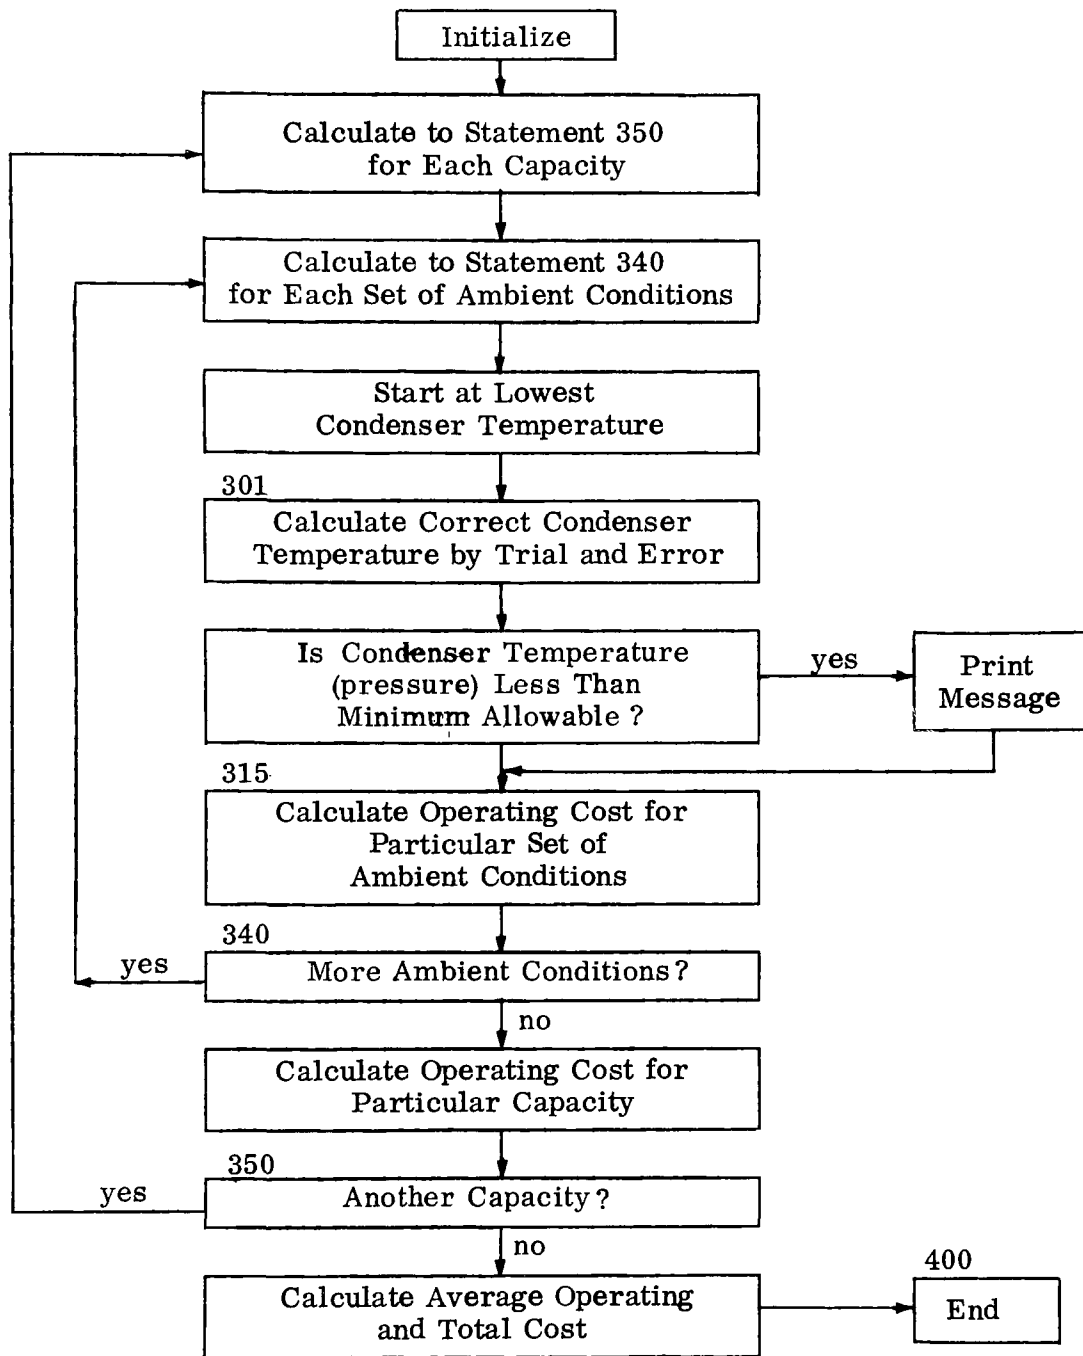 Initialize
Calculate to Statement 350
for Each Capacity
Calculate to Statement 340
for Each Set of Ambient Conditions
Start at Lowest
Condenser Temperature
301
Calculate Correct Condenser
Temperature by Trial and Error
Is Condenser Temperature
(pressure) Less Than
Minimum Allowable ?
yes
Print
Message
315
Calculate Operating Cost for
Particular Set of
Ambient Conditions
340
More Ambient Conditions ?
yes
no
Calculate Operating Cost for
Particular Capacity
350
Another Capacity ?
yes
no
Calculate Average Operating
and Total Cost
400
End